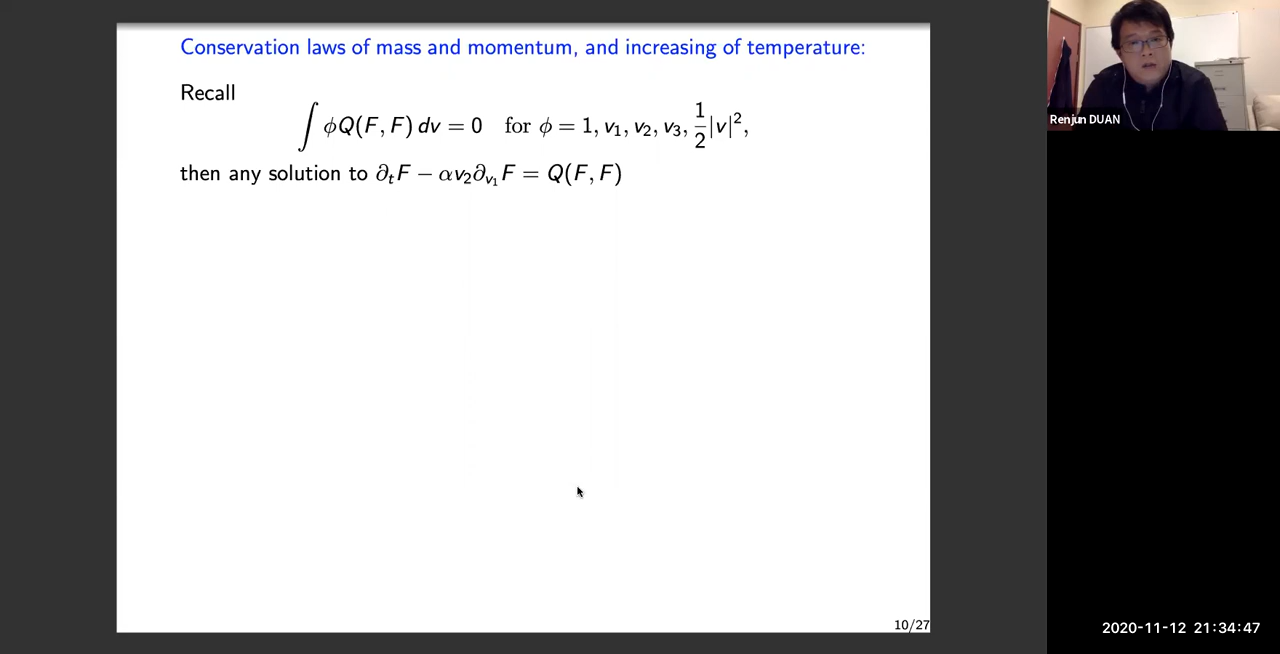 Conservation laws of mass and momentum, and increasing of temperature:
Recall
∫ ϕQ(F, F) dv = 0 for ϕ = 1, v₁, v₂, v₃, 1/2|v|²,
then any solution to ∂ₜF − αv₂∂_{v₁}F = Q(F, F)
10/27
Renjun DUAN
2020-11-12 21:34:47